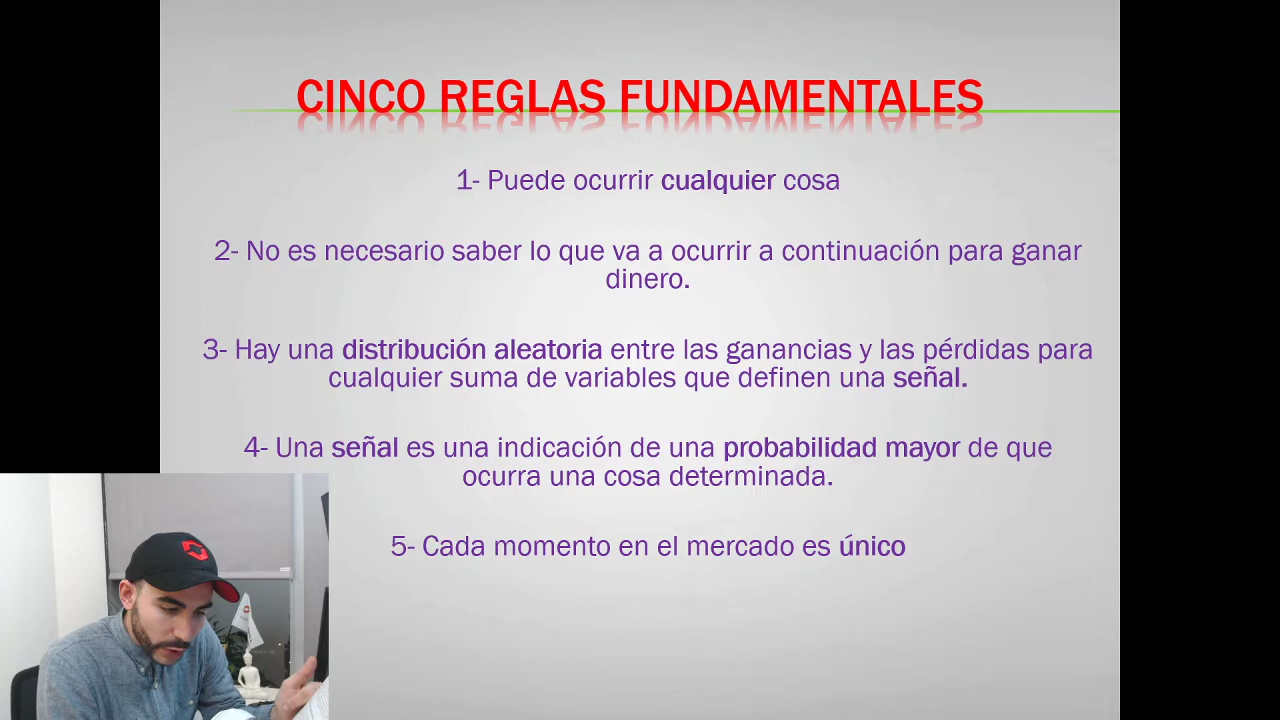 CINCO REGLAS FUNDAMENTALES
1- Puede ocurrir cualquier cosa
2- No es necesario saber lo que va a ocurrir a continuación para ganar
dinero.
3- Hay una distribución aleatoria entre las ganancias y las pérdidas para
cualquier suma de variables que definen una señal.
4- Una señal es una indicación de una probabilidad mayor de que
ocurra una cosa determinada.
5- Cada momento en el mercado es único